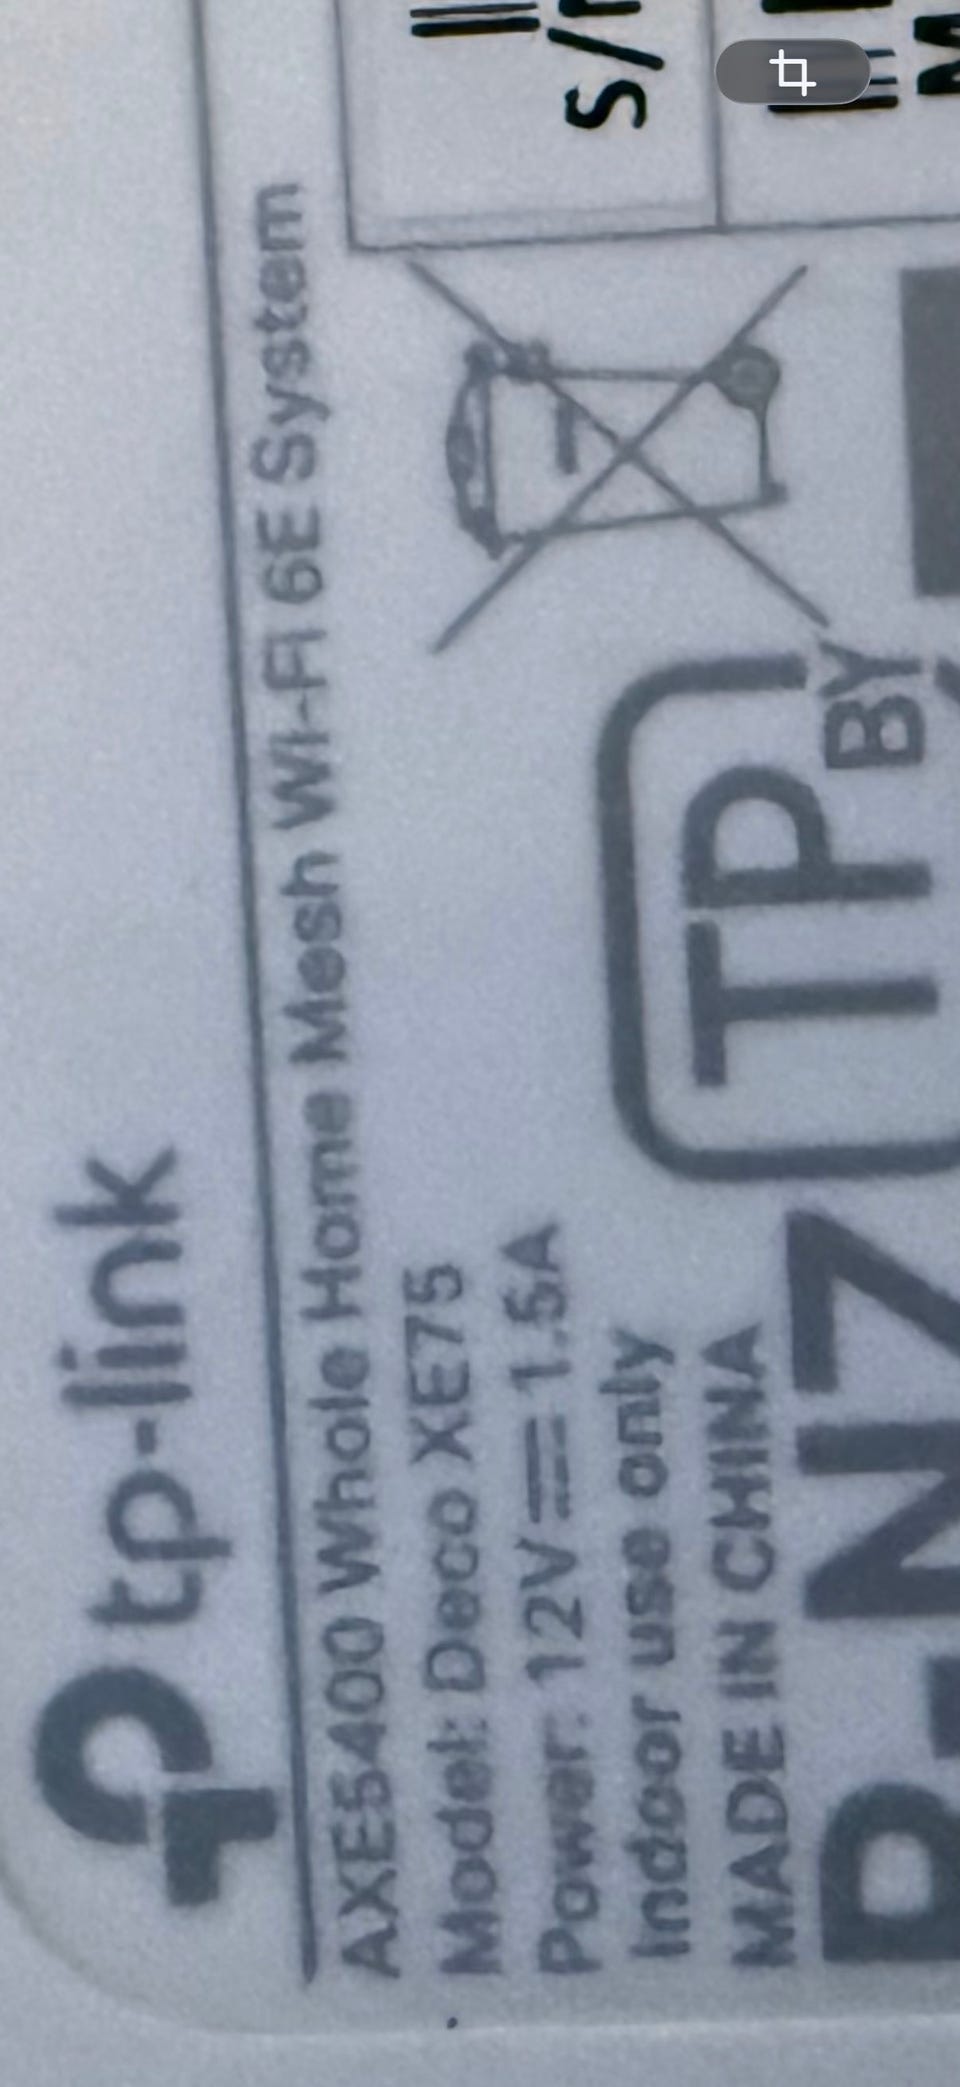 tp-link
AXE5400 Whole Home Mesh Wi-Fi 6E System
Model: Deco XE75
Power: 12V⎓1.5A
Indoor use only
MADE IN CHINA
TP
BY
NZ
S/
M